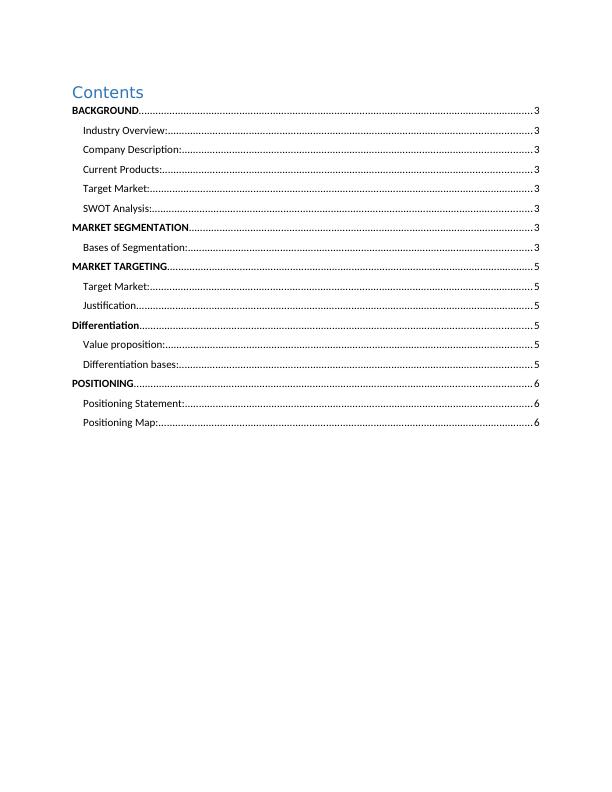 Contents
BACKGROUND 3
Industry Overview: 3
Company Description: 3
Current Products: 3
Target Market: 3
SWOT Analysis: 3
MARKET SEGMENTATION 3
Bases of Segmentation: 3
MARKET TARGETING 5
Target Market: 5
Justification 5
Differentiation 5
Value proposition: 5
Differentiation bases: 5
POSITIONING 6
Positioning Statement: 6
Positioning Map: 6